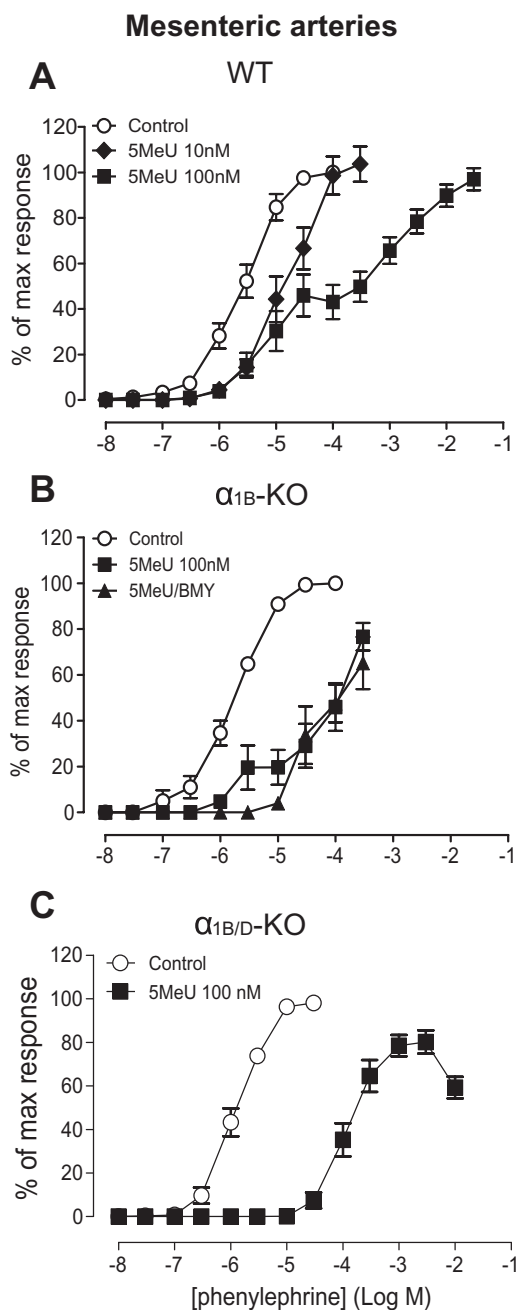 Mesenteric arteries
A
WT
Control
5MeU 10nM
5MeU 100nM
% of max response
120
100
80
60
40
20
0
-8 -7 -6 -5 -4 -3 -2 -1
B
α1B-KO
Control
5MeU 100nM
5MeU/BMY
% of max response
120
100
80
60
40
20
0
-8 -7 -6 -5 -4 -3 -2 -1
C
α1B/D-KO
Control
5MeU 100 nM
% of max response
120
100
80
60
40
20
0
-8 -7 -6 -5 -4 -3 -2 -1
[phenylephrine] (Log M)